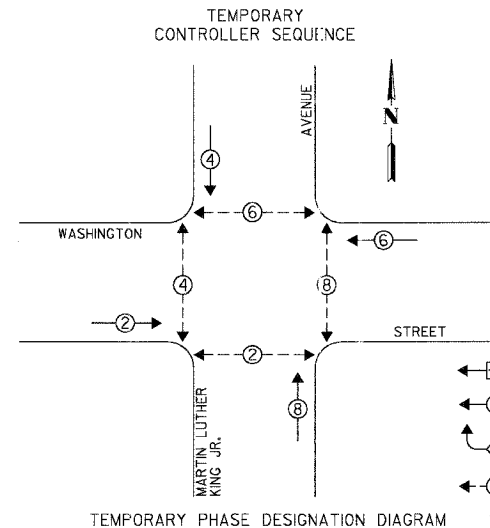 TEMPORARY
CONTROLLER SEQUENCE
AVENUE
N
4
6
WASHINGTON
6
4
8
2
STREET
2
8
MARTIN LUTHER
KING JR.
TEMPORARY PHASE DESIGNATION DIAGRAM